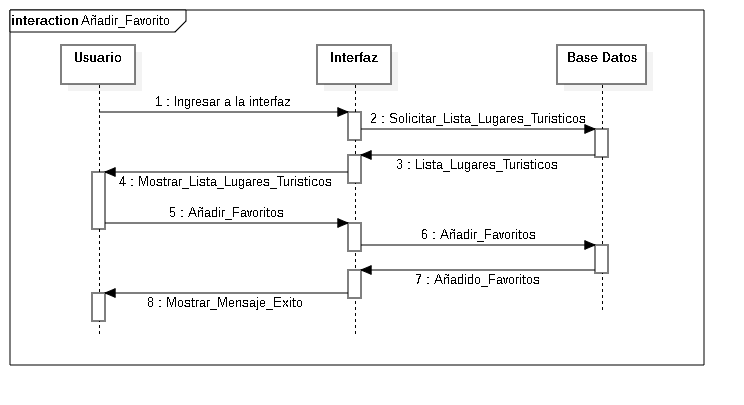 interaction Añadir_Favorito
Usuario
Interfaz
Base Datos
1 : Ingresar a la interfaz
2 : Solicitar_Lista_Lugares_Turisticos
3 : Lista_Lugares_Turisticos
4 : Mostrar_Lista_Lugares_Turisticos
5 : Añadir_Favoritos
6 : Añadir_Favoritos
7 : Añadido_Favoritos
8 : Mostrar_Mensaje_Exito